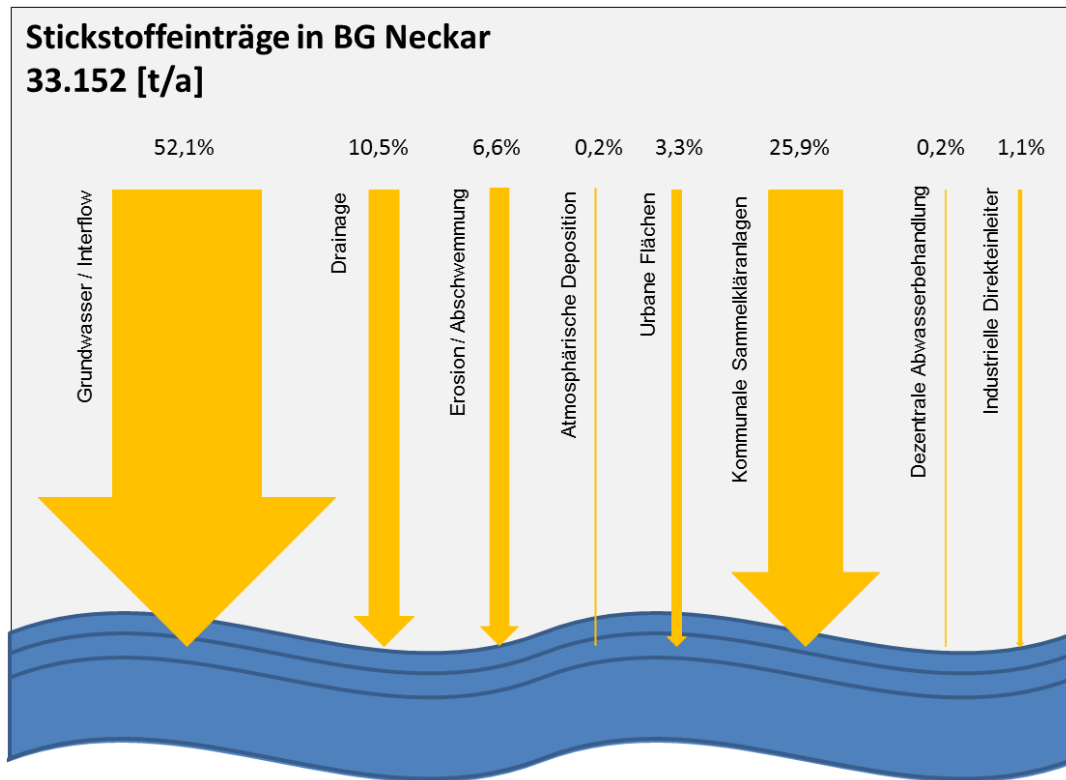 Stickstoffeinträge in BG Neckar
33.152 [t/a]
52,1%
10,5%
6,6%
0,2%
3,3%
25,9%
0,2%
1,1%
Grundwasser / Interflow
Drainage
Erosion / Abschwemmung
Atmosphärische Deposition
Urbane Flächen
Kommunale Sammelkläranlagen
Dezentrale Abwasserbehandlung
Industrielle Direkteinleiter